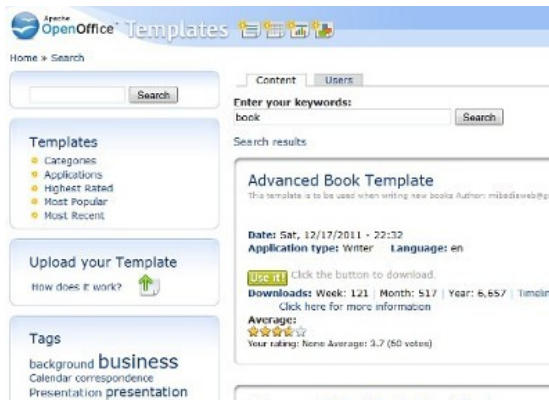 Apache
OpenOffice™ Templates
Home » Search
Search
Templates
Categories
Applications
Highest Rated
Most Popular
Most Recent
Upload your Template
How does it work?
Tags
background business
Calendar correspondence
Presentation presentation
Content Users
Enter your keywords:
book Search
Search results
Advanced Book Template
This template is to be used when writing new books Author:
Date: Sat, 12/17/2011 - 22:32
Application type: Writer Language: en
Use it! Click the button to download.
Downloads: Week: 121 | Month: 517 | Year: 6,657 | Timelin
Click here for more information
Average:
Your rating: None Average: 3.7 (60 votes)